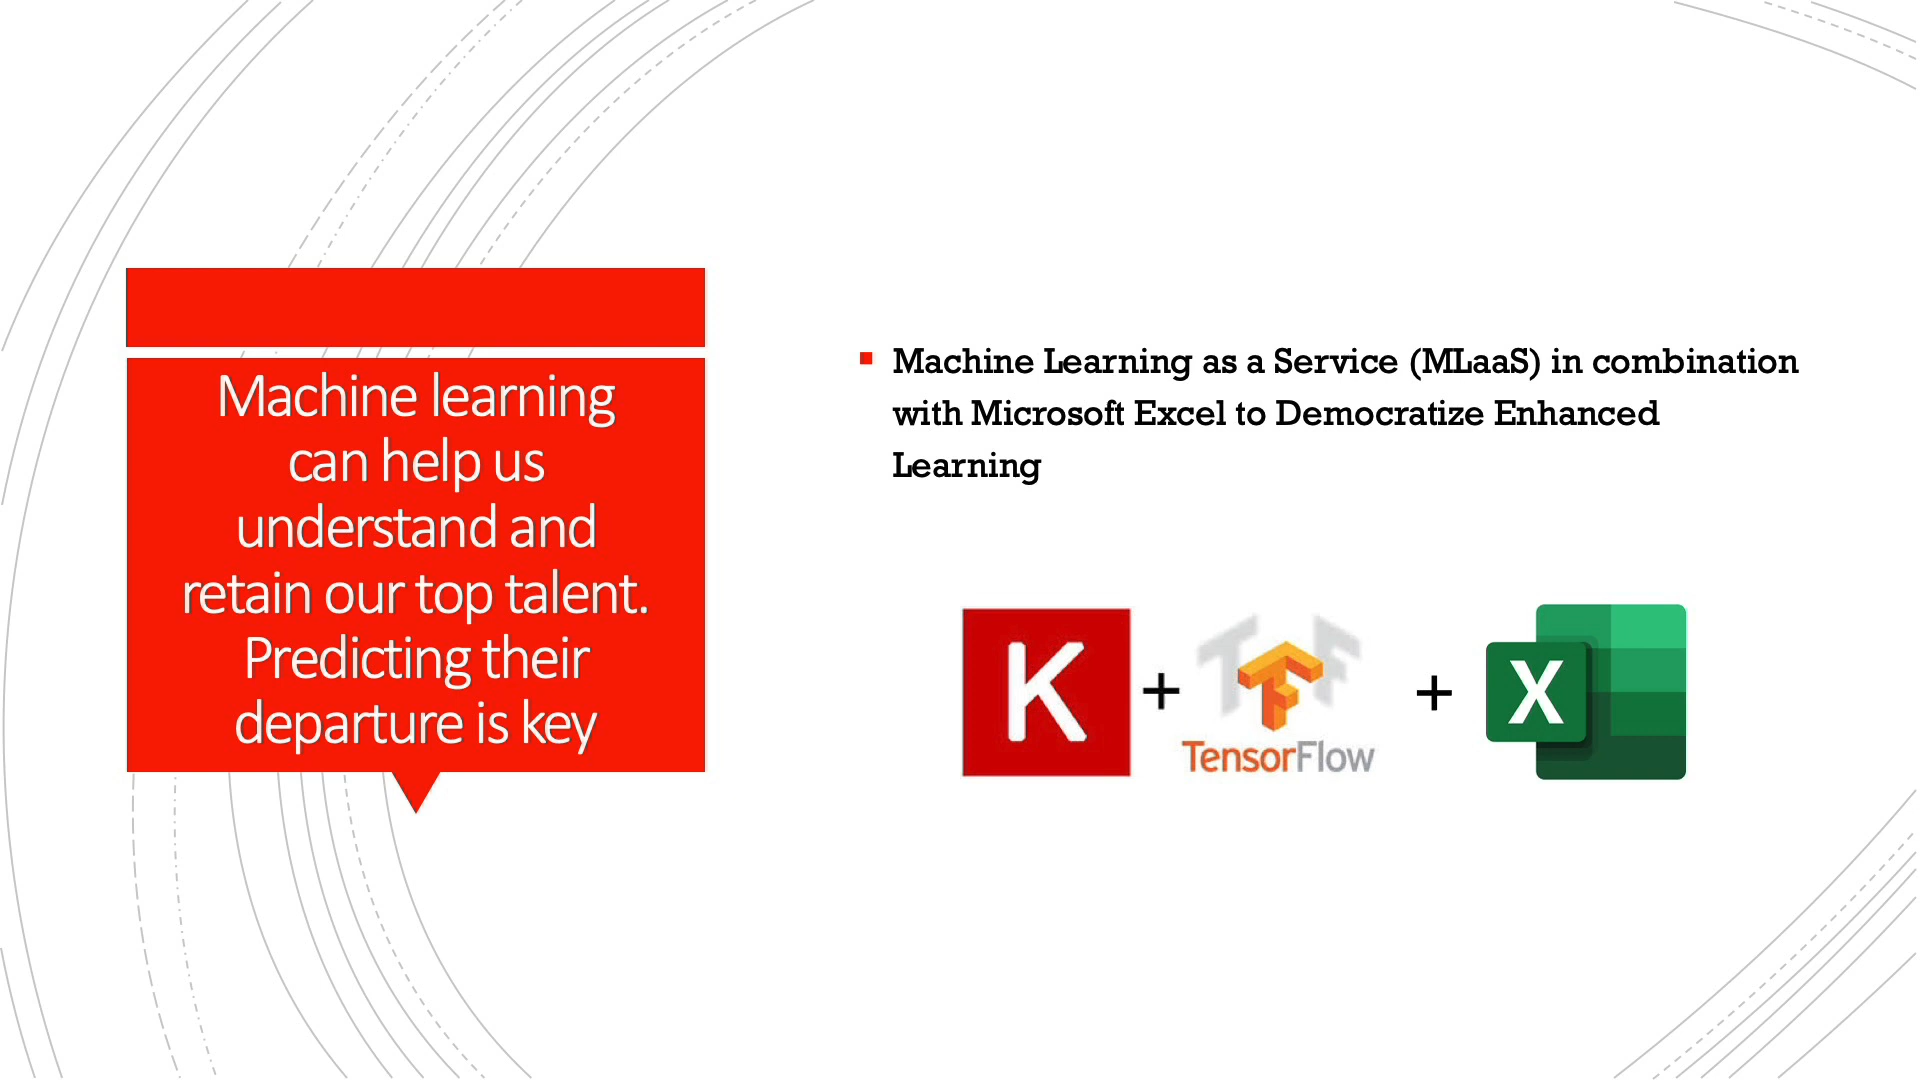 Machine learning
can help us
understand and
retain our top talent.
Predicting their
departure is key
▪ Machine Learning as a Service (MLaaS) in combination
with Microsoft Excel to Democratize Enhanced
Learning
K + TensorFlow + X